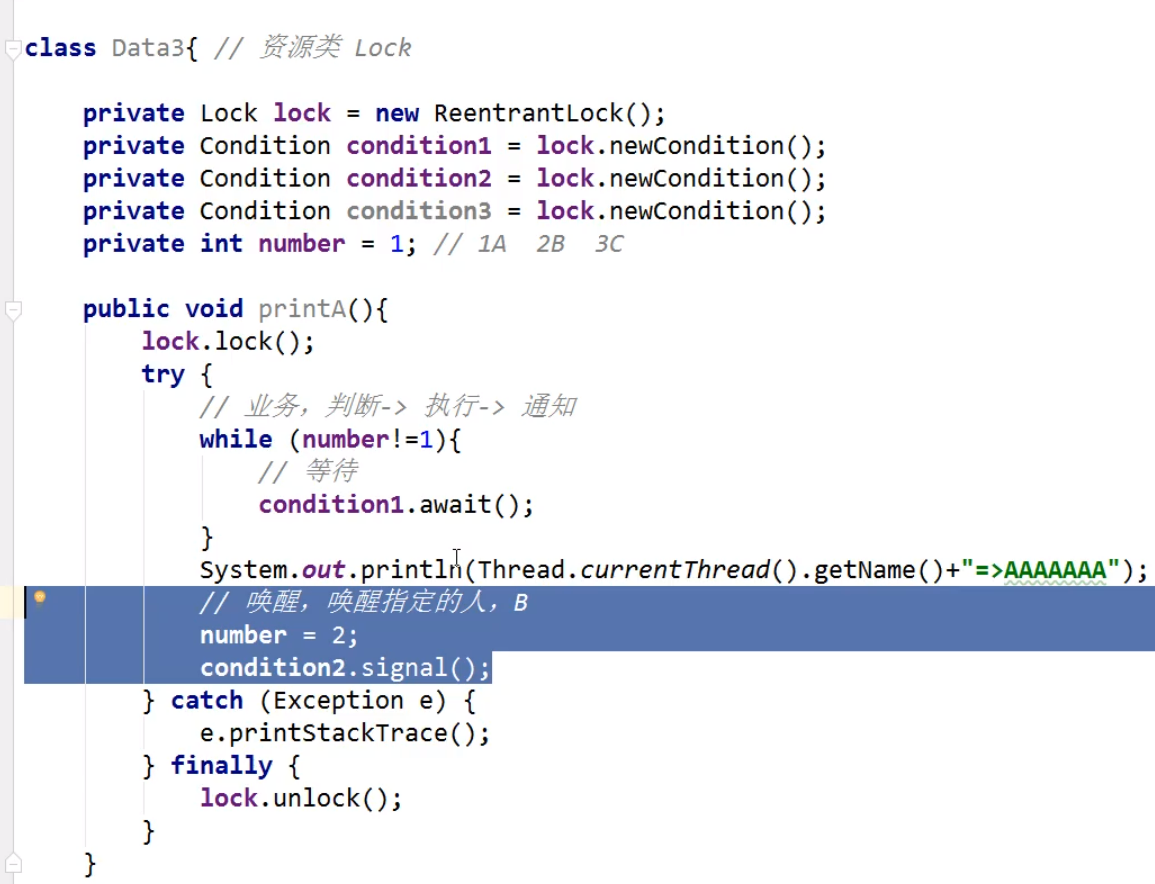 class Data3{ // 资源类 Lock
private Lock lock = new ReentrantLock();
private Condition condition1 = lock.newCondition();
private Condition condition2 = lock.newCondition();
private Condition condition3 = lock.newCondition();
private int number = 1; // 1A 2B 3C
public void printA(){
lock.lock();
try {
// 业务，判断-> 执行-> 通知
while (number!=1){
// 等待
condition1.await();
}
System.out.println(Thread.currentThread().getName()+"=>AAAAAAA");
// 唤醒，唤醒指定的人，B
number = 2;
condition2.signal();
} catch (Exception e) {
e.printStackTrace();
} finally {
lock.unlock();
}
}